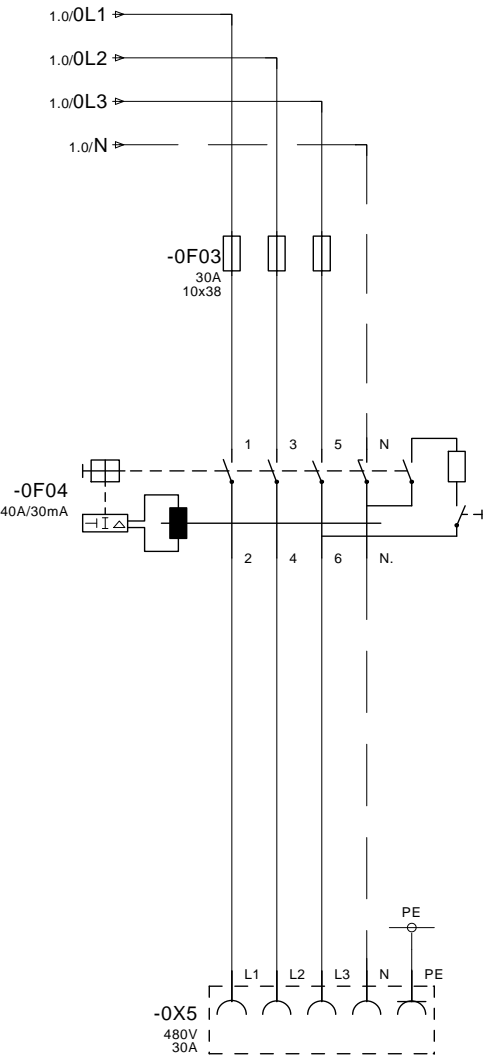 1.0/0L1
1.0/0L2
1.0/0L3
1.0/N
-0F03
30A
10x38
1 3 5 N
-0F04
40A/30mA
2 4 6 N.
PE
L1 L2 L3 N PE
-0X5
480V
30A